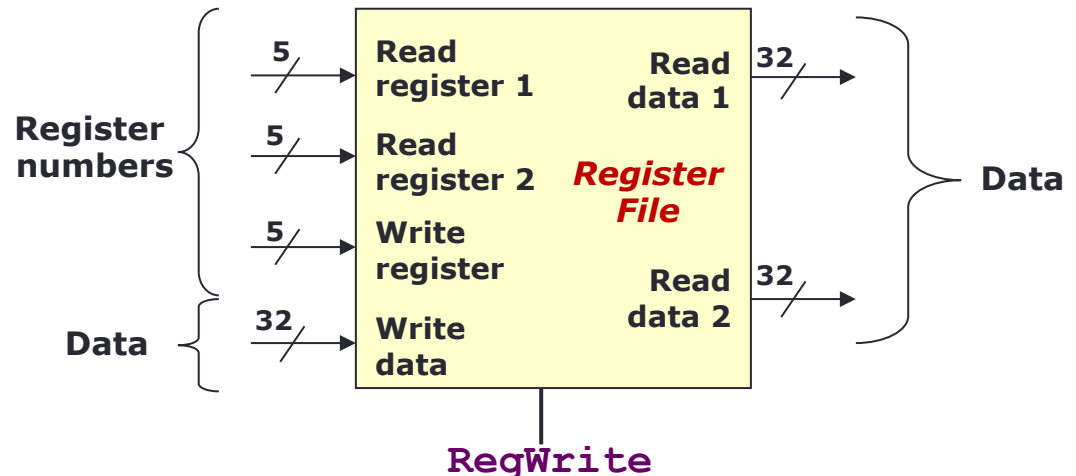 Register
numbers
Data
5
5
5
32
Read
register 1
Read
register 2
Write
register
Write
data
Register
File
Read
data 1
Read
data 2
32
32
Data
RegWrite